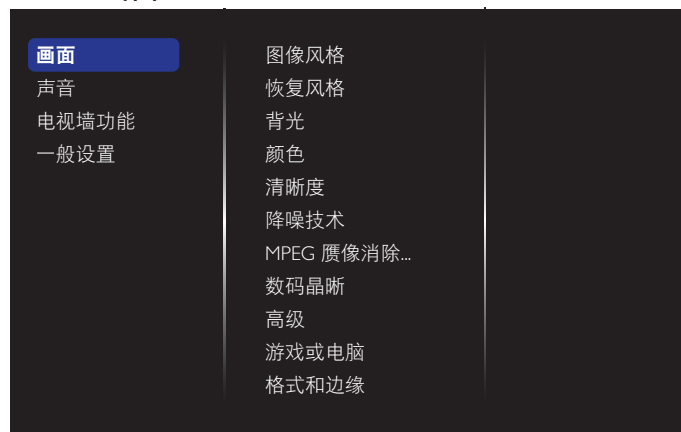 画面
声音
电视墙功能
一般设置
图像风格
恢复风格
背光
颜色
清晰度
降噪技术
MPEG 赝像消除...
数码晶晰
高级
游戏或电脑
格式和边缘